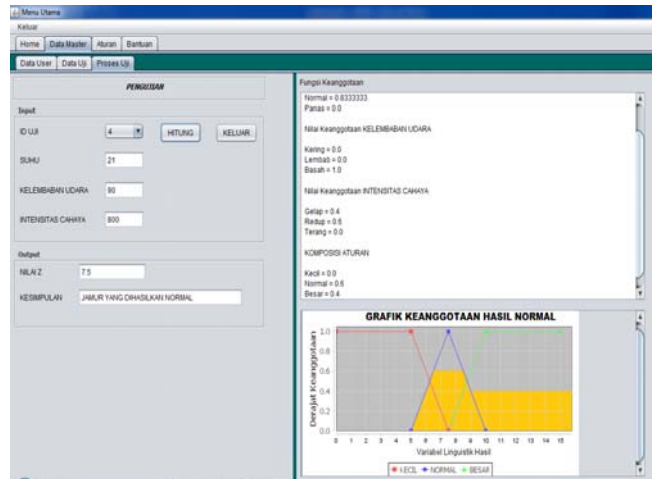 Menu Utama
Keluar
Home Data Master Aturan Bantuan
Data User Data Uji Proses Uji
PENGUJIAN
Input
ID UJI 4 HITUNG KELUAR
SUHU 21
KELEMBABAN UDARA 90
INTENSITAS CAHAYA 800
Output
NILAI Z 7.5
KESIMPULAN JAMUR YANG DIHASILKAN NORMAL
Fungsi Keanggotaan
Normal = 0.8333333
Panas = 0.0
Nilai Keanggotaan KELEMBABAN UDARA
Kering = 0.0
Lembab = 0.0
Basah = 1.0
Nilai Keanggotaan INTENSITAS CAHAYA
Gelap = 0.4
Redup = 0.6
Terang = 0.0
KOMPOSISI ATURAN
Kecil = 0.0
Normal = 0.6
Besar = 0.4
GRAFIK KEANGGOTAAN HASIL NORMAL
Derajat Keanggotaan
1.0
0.8
0.6
0.4
0.2
0.0
0 1 2 3 4 5 6 7 8 9 10 11 12 13 14 15
Variabel Linguistik Hasil
KECIL NORMAL BESAR